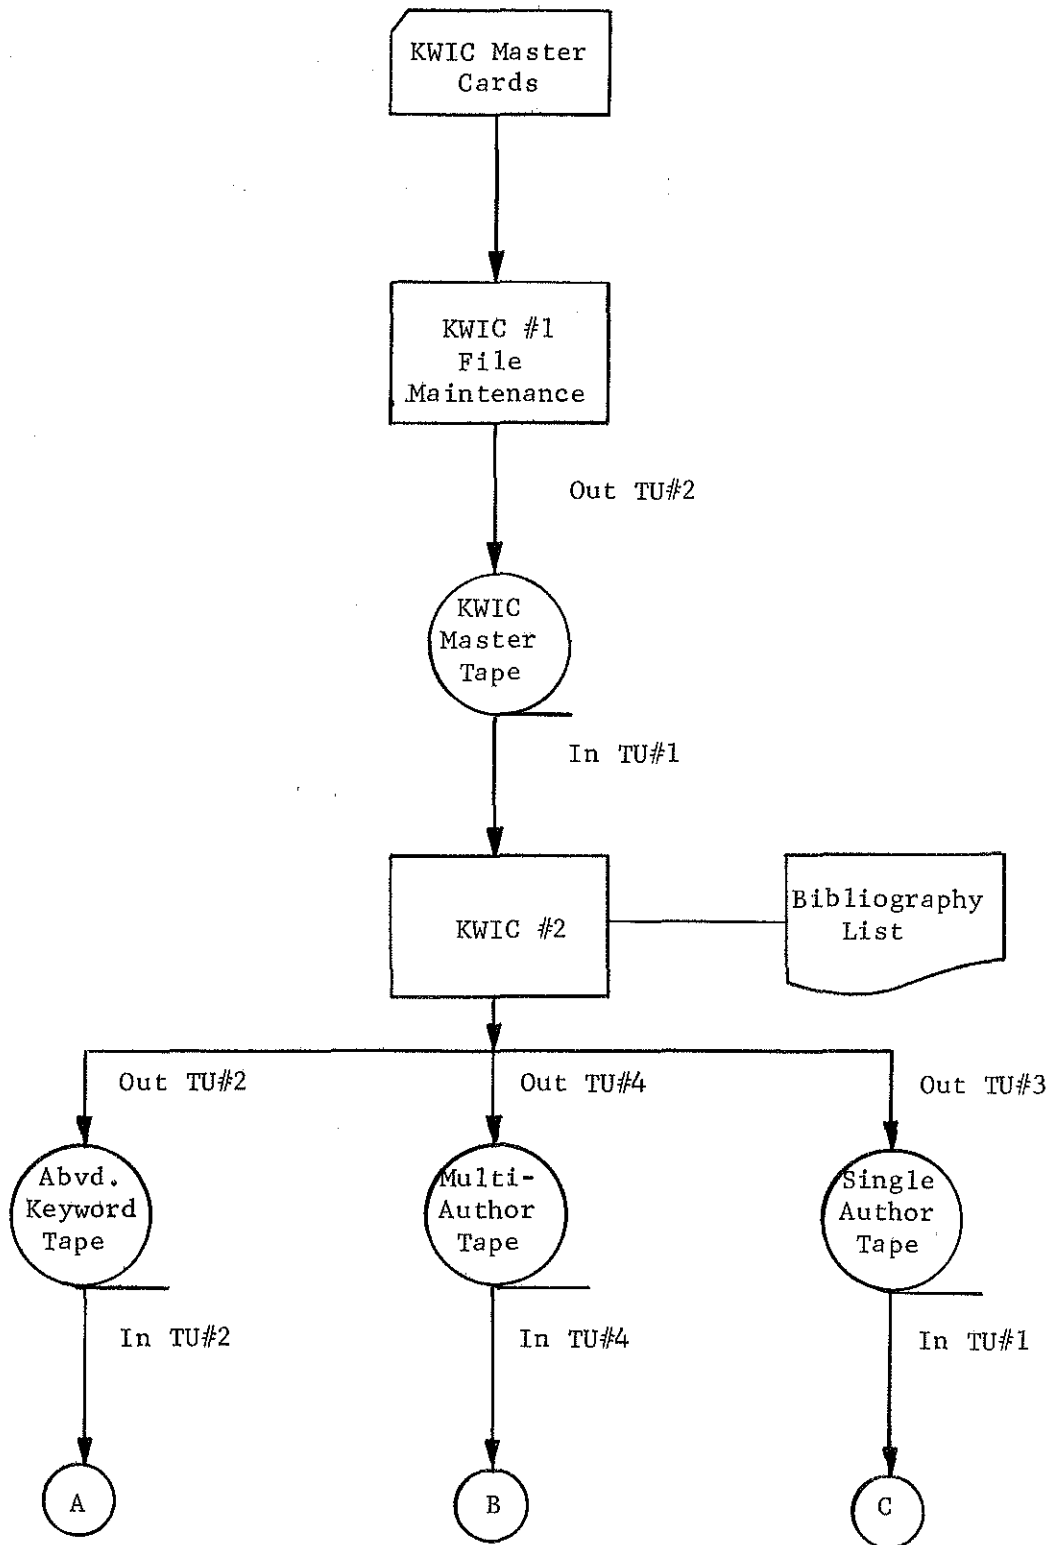 KWIC Master
Cards
KWIC #1
File
Maintenance
Out TU#2
KWIC
Master
Tape
In TU#1
KWIC #2
Bibliography
List
Out TU#2
Out TU#4
Out TU#3
Abvd.
Keyword
Tape
Multi-
Author
Tape
Single
Author
Tape
In TU#2
In TU#4
In TU#1
A
B
C